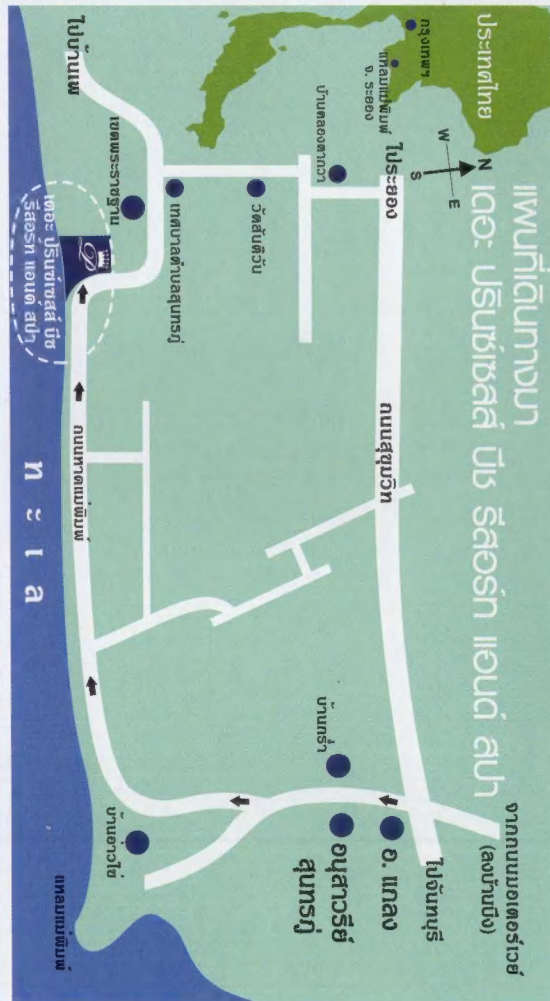 แผนที่เดินทางมา
เดอะ ปริ๊นซ์เซสส์ บีช รีสอร์ท แอนด์ สปา
ประเทศไทย
กรุงเทพฯ
แหลมแม่พิมพ์
จ. ระยอง
N
W
E
S
จากถนนมอเตอร์เวย์
(ลงบ้านบึง)
ไประยอง
ถนนสุขุมวิท
ไปจันทบุรี
บ้านคลองตากวา
อ. แกลง
บ้านกร่ำ
อนุสาวรีย์
สุนทรภู่
วัดสันติวัน
เทศบาลตำบลสุนทรภู่
เขตพระราชฐาน
ไปบ้านเพ
บ้านอ่าวไข่
ถนนหาดแม่พิมพ์
P
เดอะ ปริ๊นซ์เซสส์ บีช
รีสอร์ท แอนด์ สปา
ทะเล
แหลมแม่พิมพ์